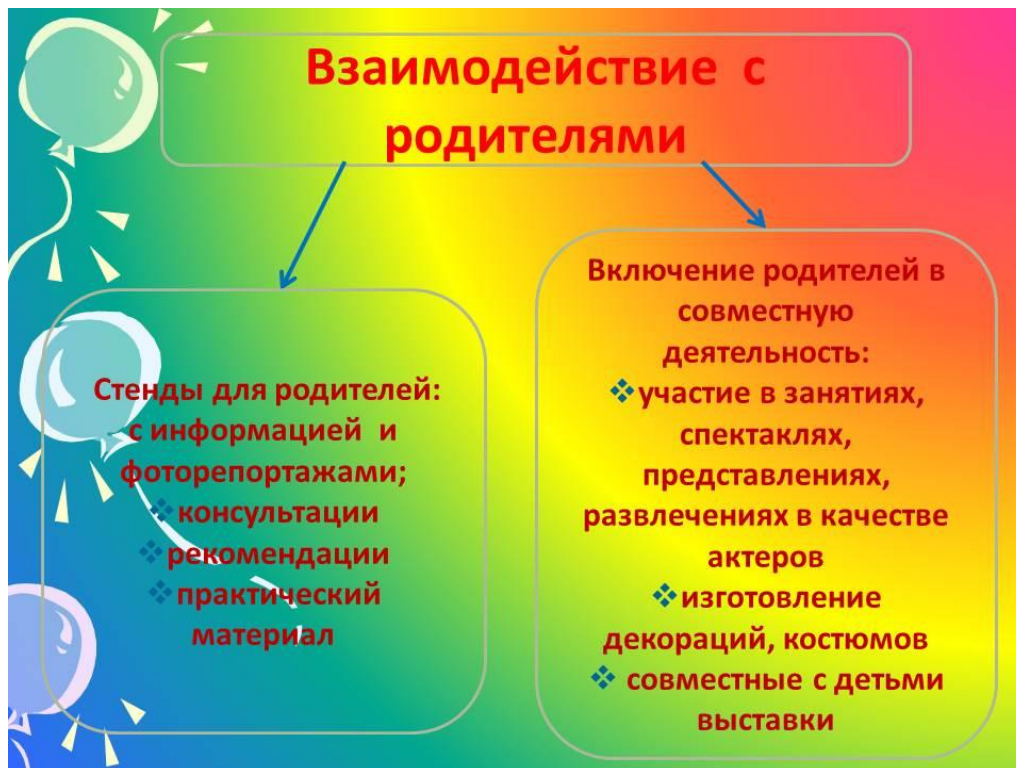 Взаимодействие с
родителями
Стенды для родителей:
с информацией и
фоторепортажами;
❖консультации
❖рекомендации
❖практический
материал
Включение родителей в
совместную
деятельность:
❖участие в занятиях,
спектаклях,
представлениях,
развлечениях в качестве
актеров
❖изготовление
декораций, костюмов
❖ совместные с детьми
выставки